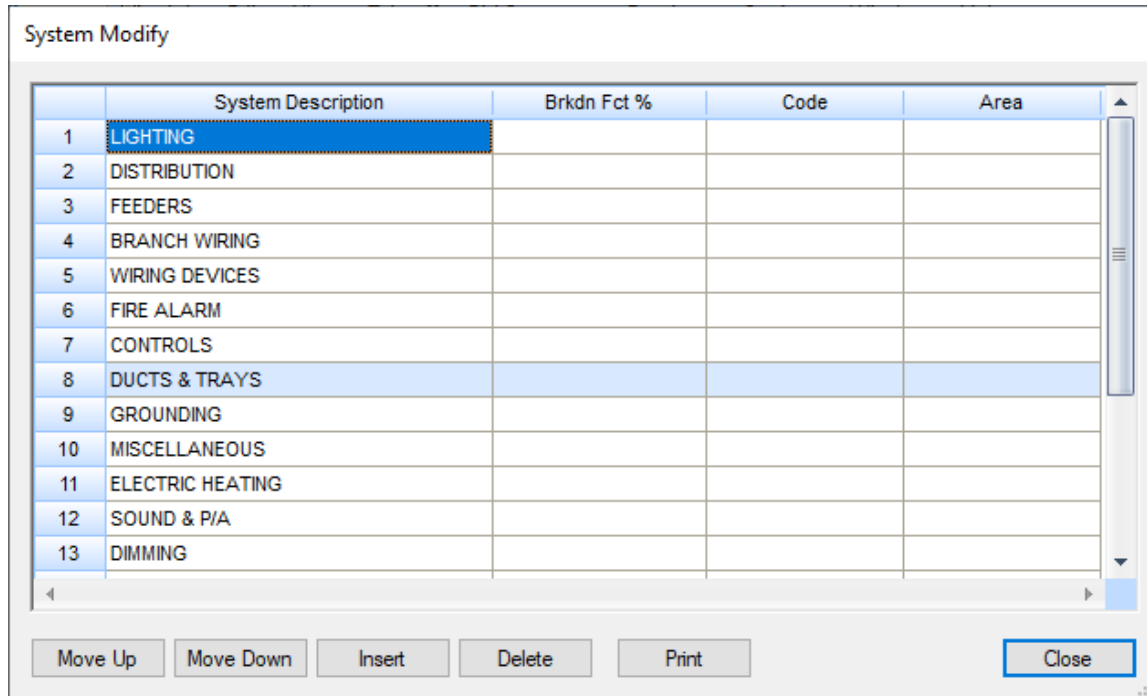 System Modify
System Description Brkdn Fct % Code Area
1 LIGHTING
2 DISTRIBUTION
3 FEEDERS
4 BRANCH WIRING
5 WIRING DEVICES
6 FIRE ALARM
7 CONTROLS
8 DUCTS & TRAYS
9 GROUNDING
10 MISCELLANEOUS
11 ELECTRIC HEATING
12 SOUND & P/A
13 DIMMING
Move Up Move Down Insert Delete Print Close